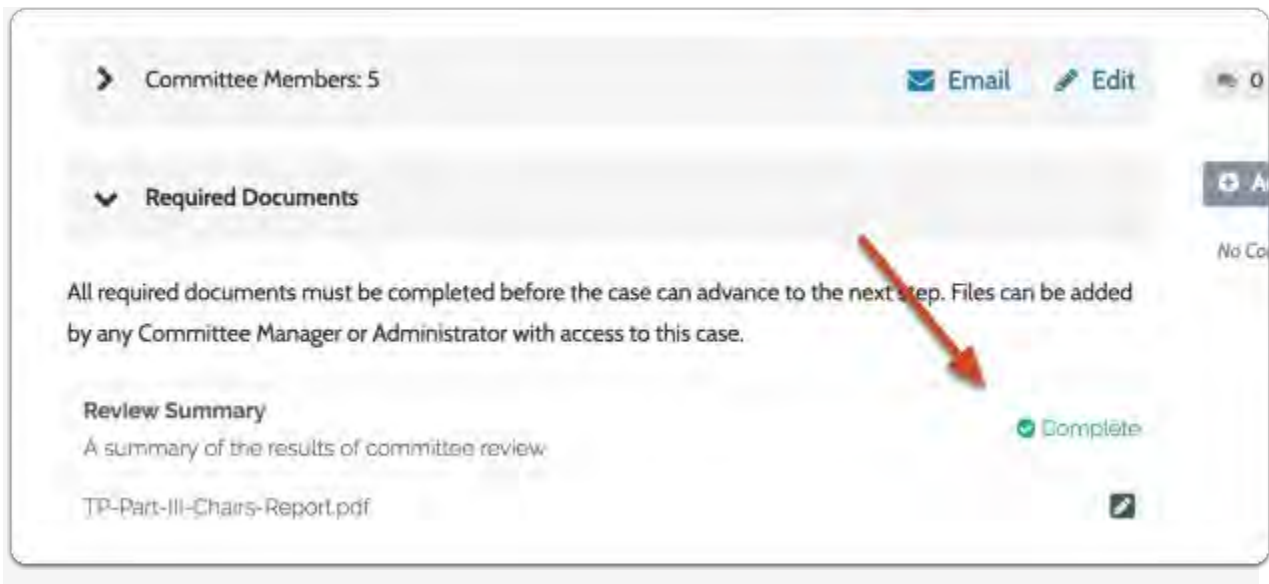 Committee Members: 5 Email Edit 0
Required Documents
No Co
All required documents must be completed before the case can advance to the next step. Files can be added
by any Committee Manager or Administrator with access to this case.
Review Summary
Complete
A summary of the results of committee review
TP-Part-III-Chairs-Report.pdf